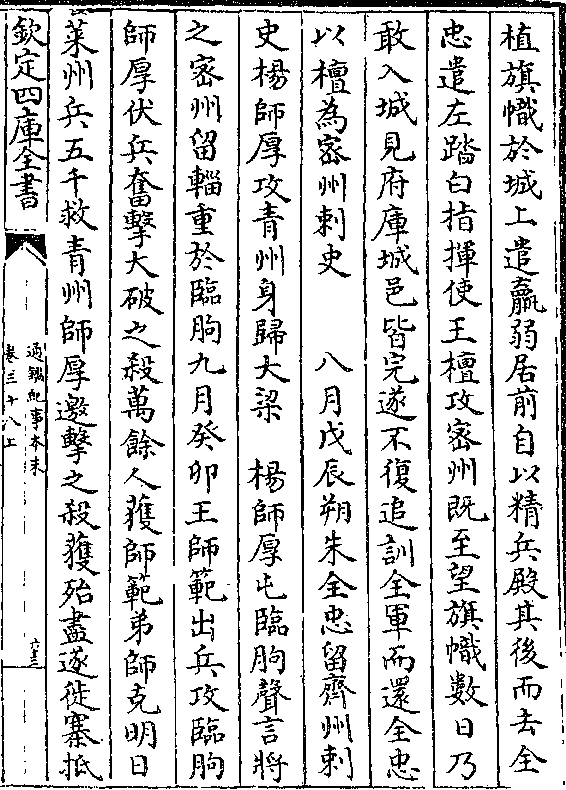 植旗幟於城上遣羸弱居前自以精兵殿其後而去全
忠遣左踏白指揮使王檀攻宻州既至望旗幟數日乃
敢入城見府庫城邑皆完遂不復追訓全軍而還全忠
以檀為宻州刺史　　八月戊辰朔朱全忠留齊州刺
史楊師厚攻青州身歸大梁　楊師厚屯臨朐聲言將
之宻州留輜重於臨朐九月癸卯王師範出兵攻臨朐
師厚伏兵奮擊大破之殺萬餘人獲師範弟師克明日
萊州兵五千救青州師厚邀擊之殺獲殆盡遂徙寨抵
欽定四庫全書
通鑑紀事本末
卷三十八上
六十三